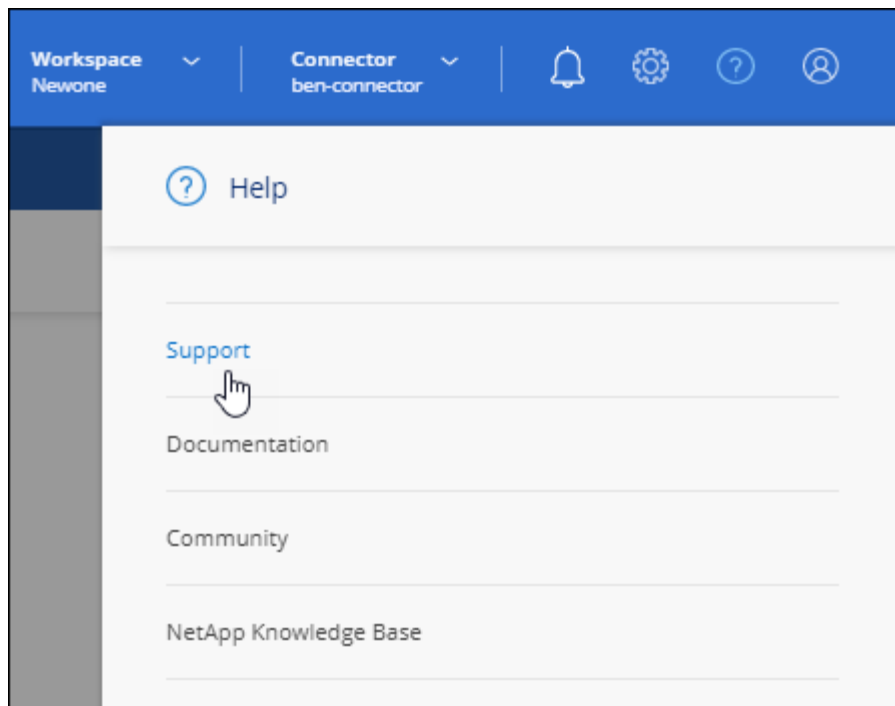 Workspace
Newone
Connector
ben-connector
Help
Support
Documentation
Community
NetApp Knowledge Base